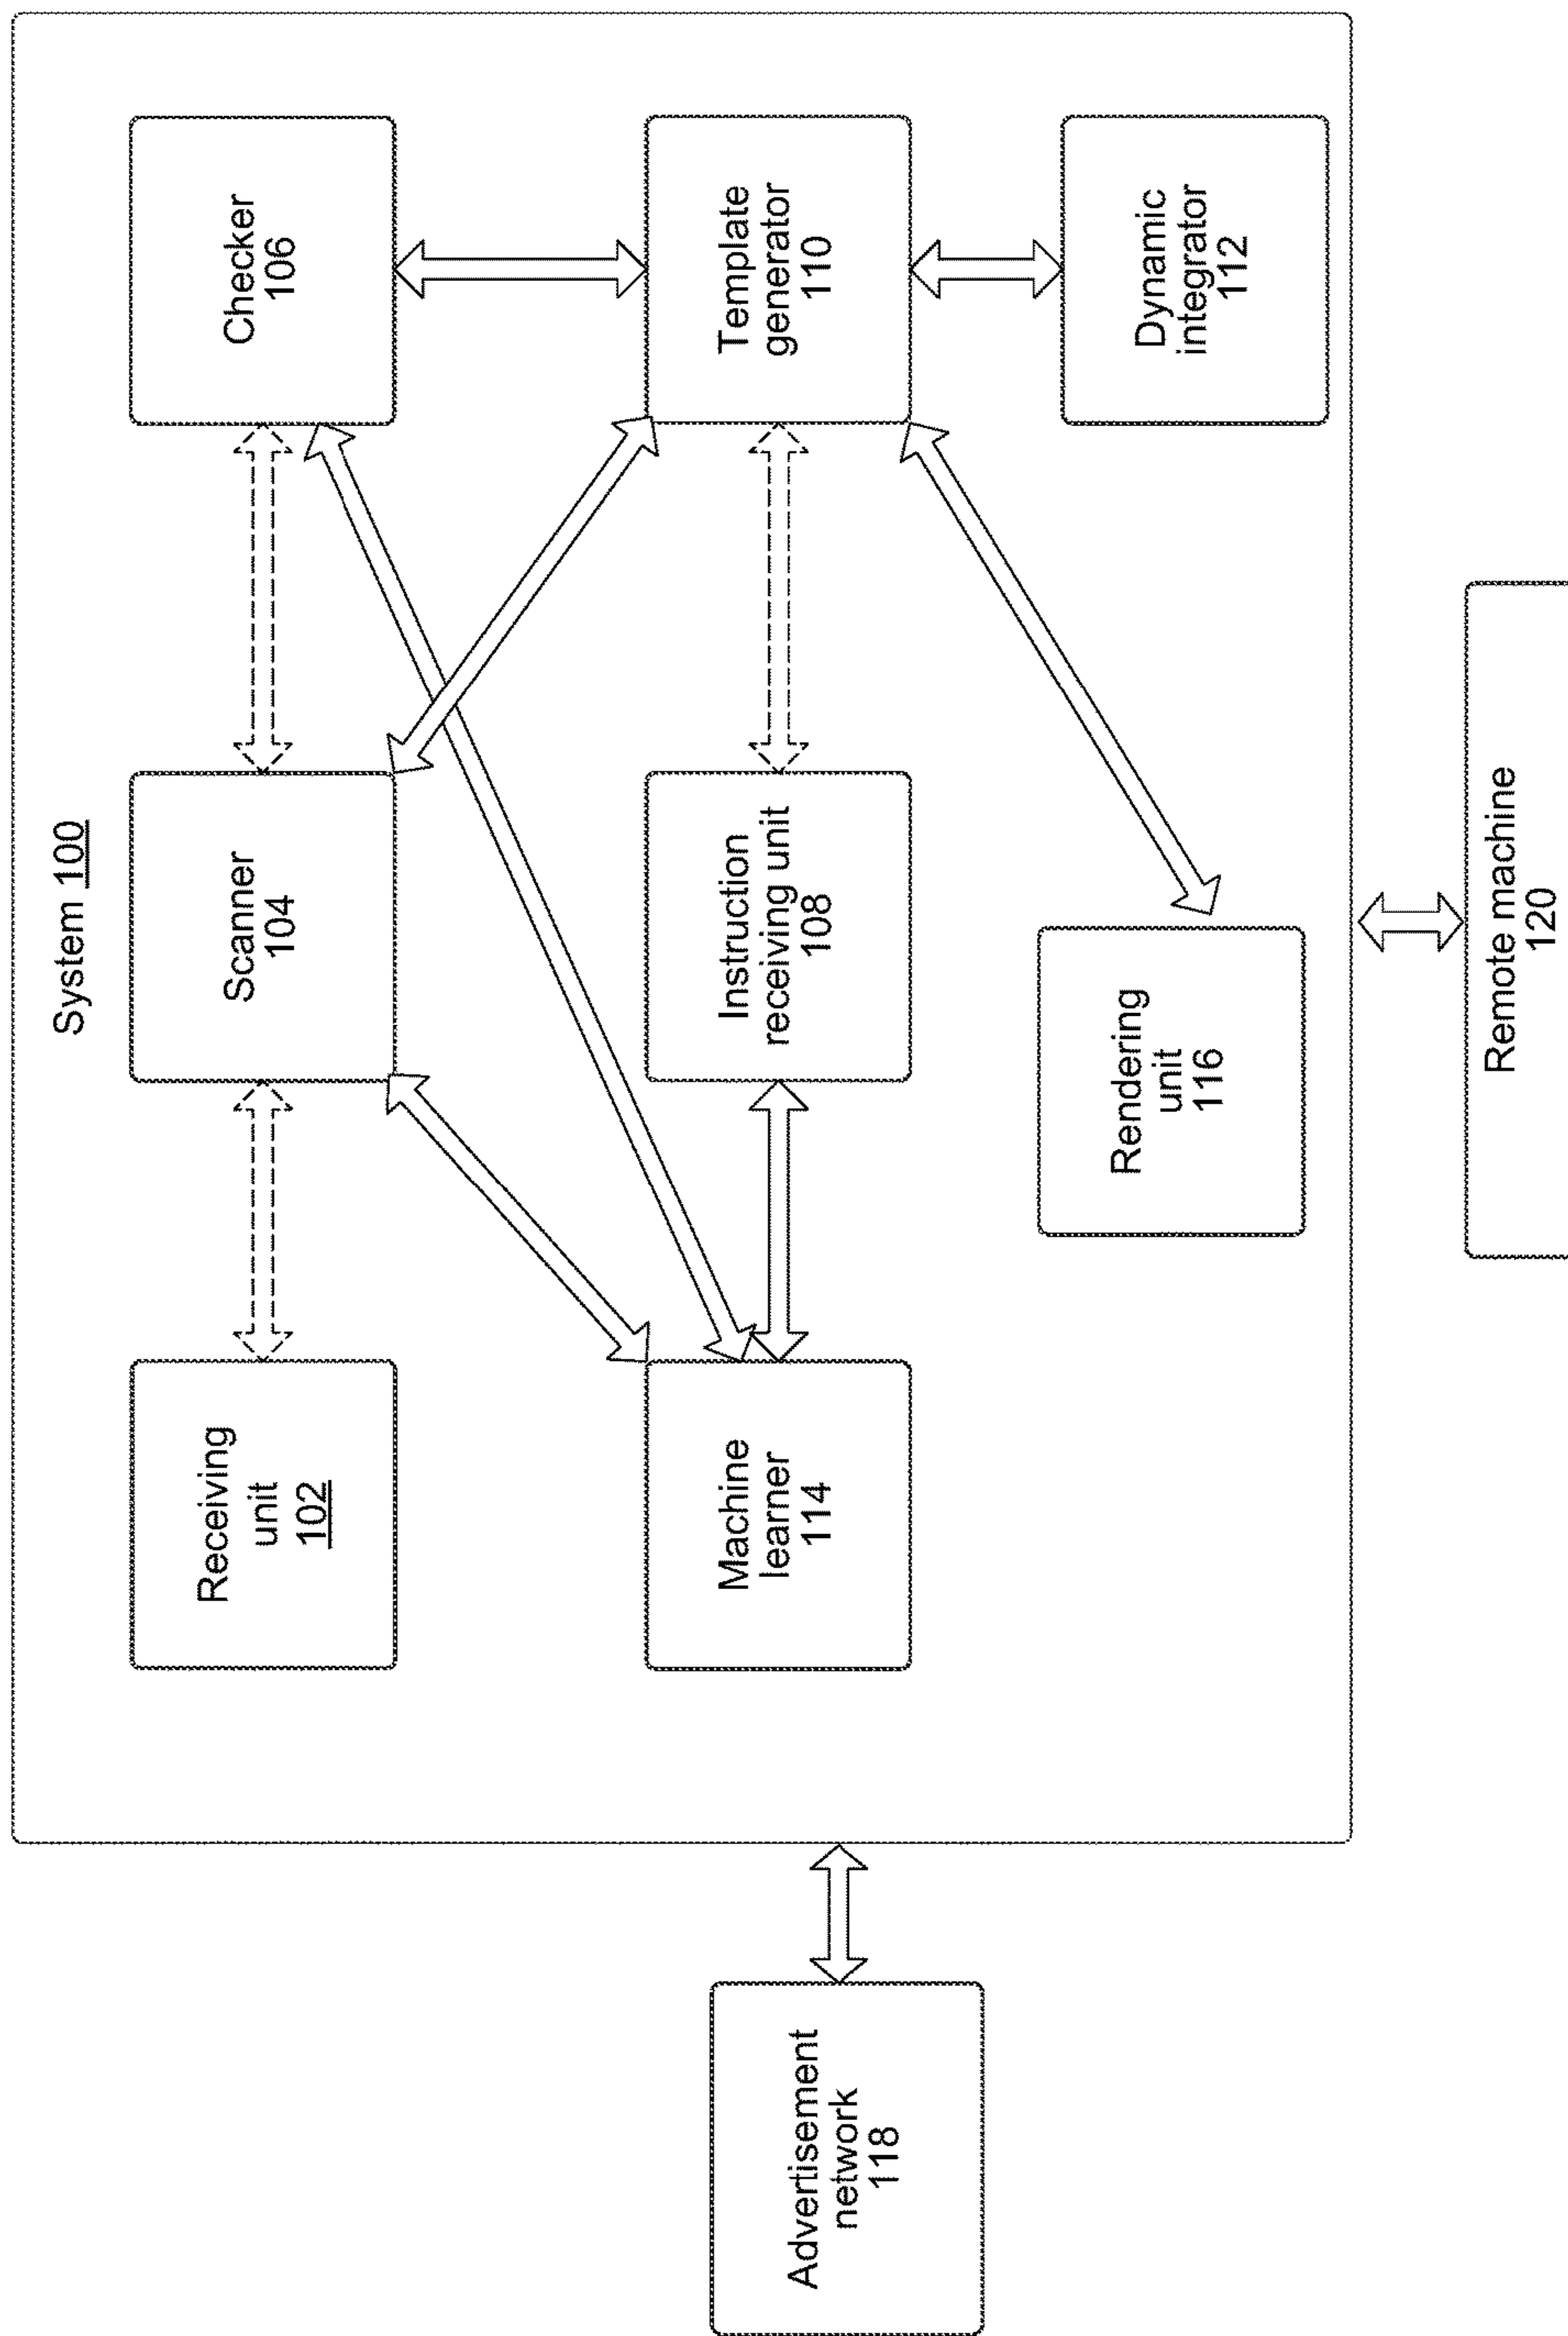 System 100
Receiving
unit
102
Scanner
104
Checker
106
Machine
learner
114
Instruction
receiving unit
108
Template
generator
110
Rendering
unit
116
Dynamic
integrator
112
Advertisement
network
118
Remote machine
120